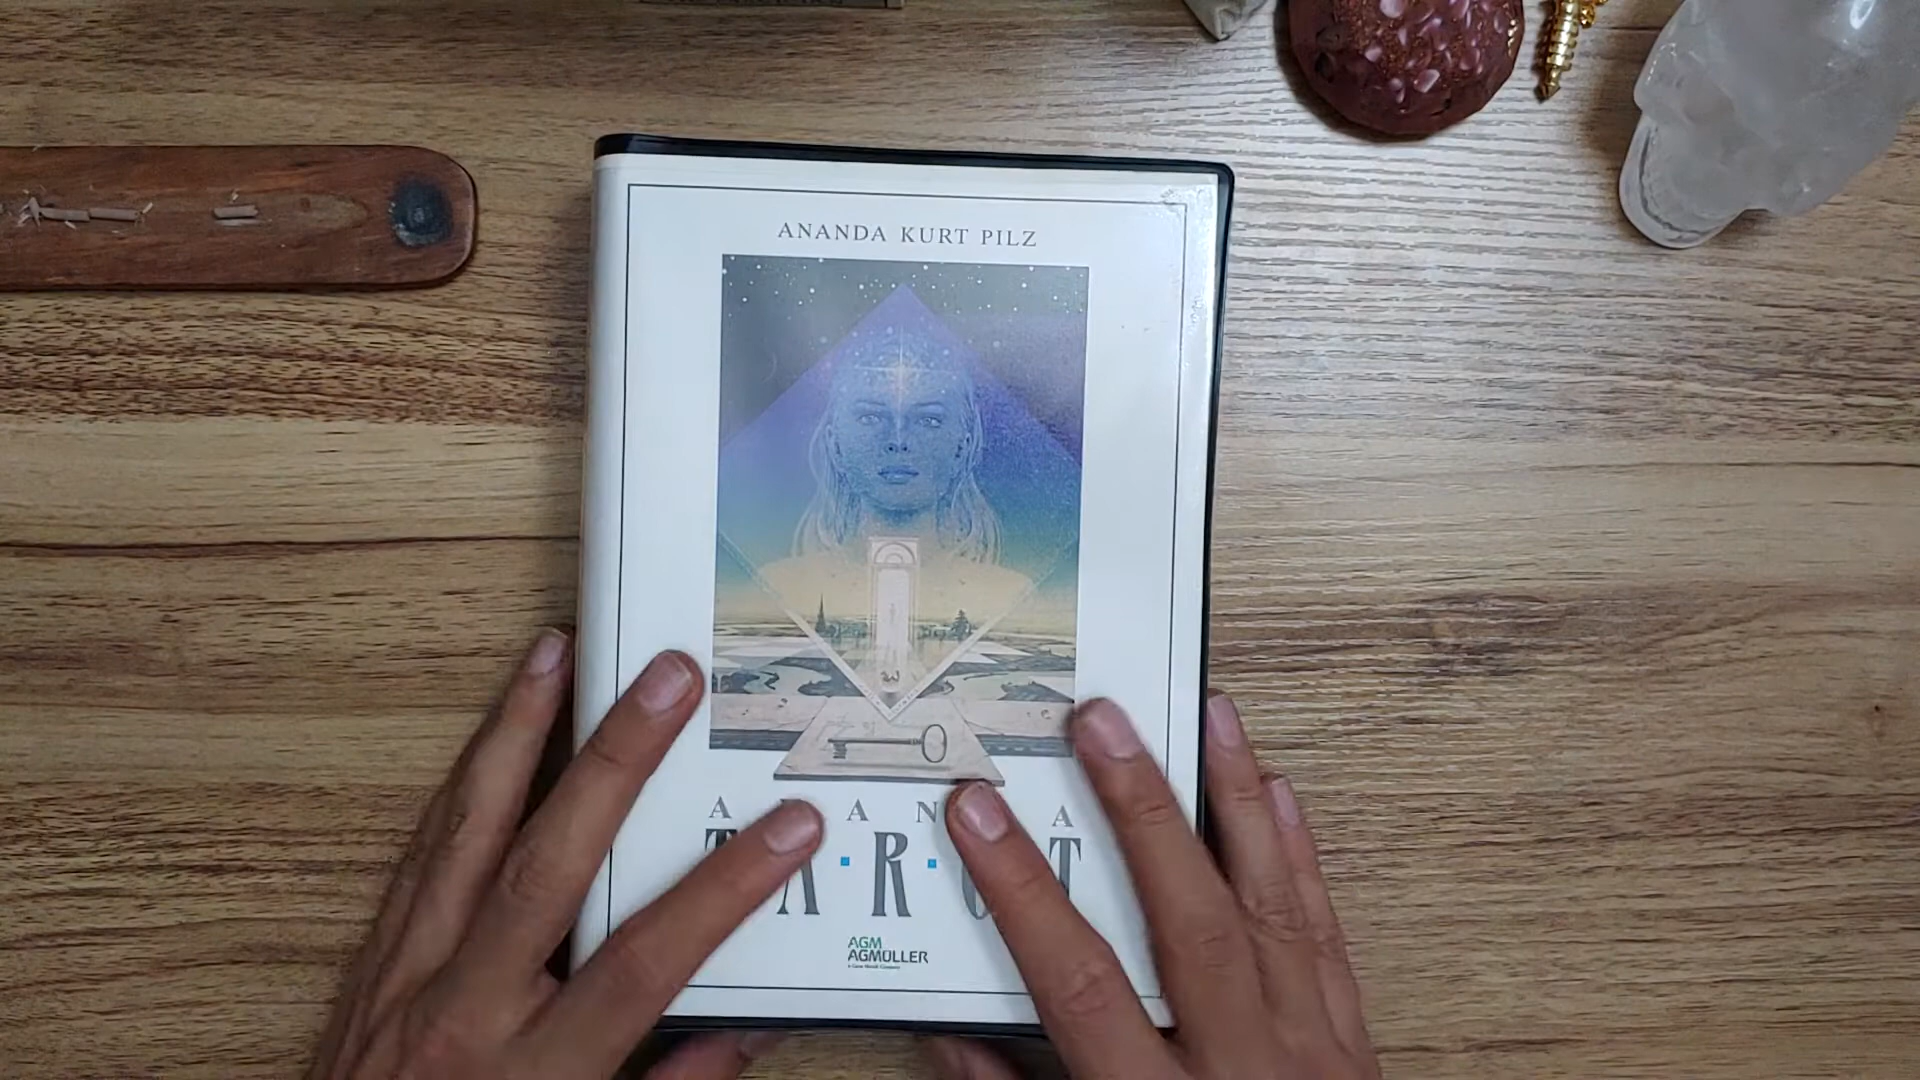 ANANDA KURT PILZ
A A N A
T A · R · O T
AGM
AGMÜLLER